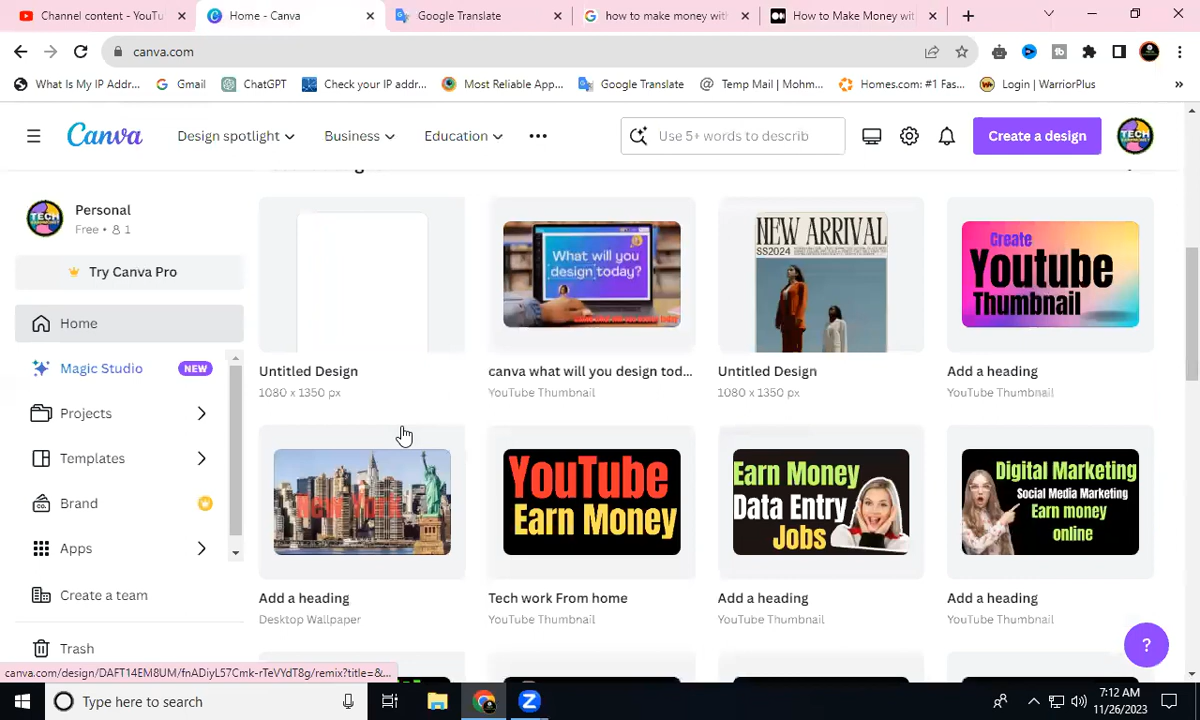 Channel content - YouTu
Home - Canva
Google Translate
how to make money with
How to Make Money wit
canva.com
What Is My IP Addr...
Gmail
ChatGPT
Check your IP addr...
Most Reliable App...
Google Translate
Temp Mail | Mohm...
Homes.com: #1 Fas...
Login | WarriorPlus
Canva
Design spotlight
Business
Education
Use 5+ words to describ
Create a design
TECH
TECH
Personal
Free • 1
Try Canva Pro
Home
Magic Studio
NEW
Projects
Templates
Brand
Apps
Create a team
Trash
What will you
design today?
NEW ARRIVAL
SS2024
Create
Youtube
Thumbnail
Untitled Design
1080 x 1350 px
canva what will you design tod...
YouTube Thumbnail
Untitled Design
1080 x 1350 px
Add a heading
YouTube Thumbnail
New York
YouTube
Earn Money
Earn Money
Data Entry
Jobs
Digital Marketing
Social Media Marketing
Earn money
online
Add a heading
Desktop Wallpaper
Tech work From home
YouTube Thumbnail
Add a heading
YouTube Thumbnail
Add a heading
YouTube Thumbnail
?
canva.com/design/DAFT14EM8UM/fnADiyL57Cmk-rTeVYdT8g/remix?title=&...
Type here to search
7:12 AM
11/26/2023